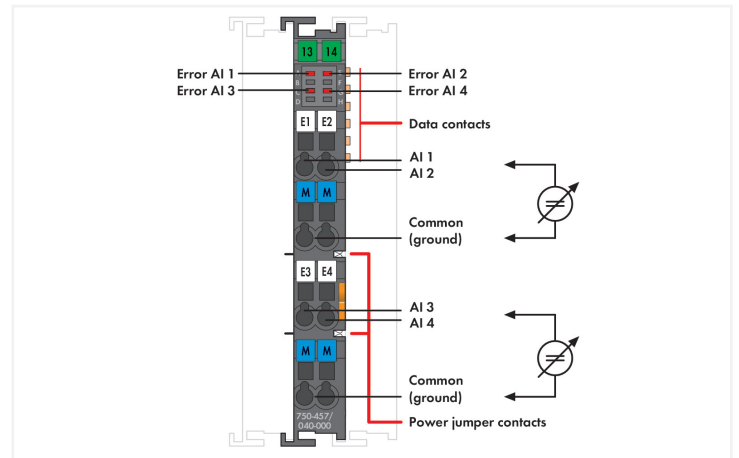 13 14
Error AI 1
Error AI 2
A E
B F
Error AI 3
Error AI 4
C G
D H
E1 E2
Data contacts
AI 1
AI 2
M M
Common
(ground)
E3 E4
AI 3
AI 4
M M
Common
(ground)
750-457/
040-000
Power jumper contacts